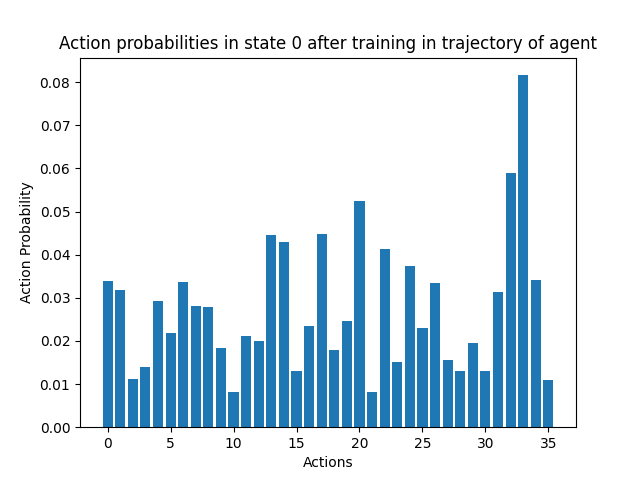 Action probabilities in state 0 after training in trajectory of agent
0.08
0.07
0.06
0.05
0.04
0.03
0.02
0.01
0.00
Action Probability
0 5 10 15 20 25 30 35
Actions